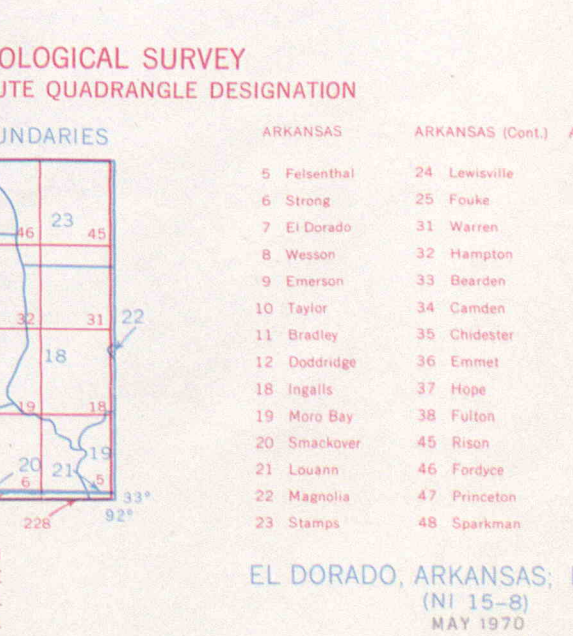 OLOGICAL SURVEY
UTE QUADRANGLE DESIGNATION
UNDARIES
46 23 45
32 31 22
18
19 18
20 21 19
6 5
33°
228 92°
ARKANSAS
5 Felsenthal
6 Strong
7 El Dorado
8 Wesson
9 Emerson
10 Taylor
11 Bradley
12 Doddridge
18 Ingalls
19 Moro Bay
20 Smackover
21 Louann
22 Magnolia
23 Stamps
ARKANSAS (Cont.)
24 Lewisville
25 Fouke
31 Warren
32 Hampton
33 Bearden
34 Camden
35 Chidester
36 Emmet
37 Hope
38 Fulton
45 Rison
46 Fordyce
47 Princeton
48 Sparkman
EL DORADO, ARKANSAS;
(NI 15-8)
MAY 1970